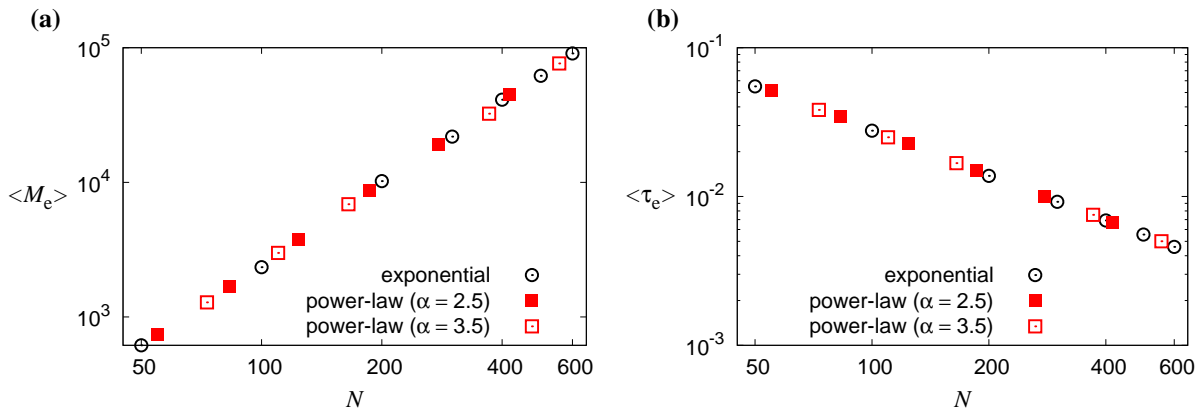 (a)
10^5
10^4
10^3
<M_e>
50 100 200 400 600
N
exponential
power-law (α = 2.5)
power-law (α = 3.5)
(b)
10^-1
10^-2
10^-3
<τ_e>
50 100 200 400 600
N
exponential
power-law (α = 2.5)
power-law (α = 3.5)